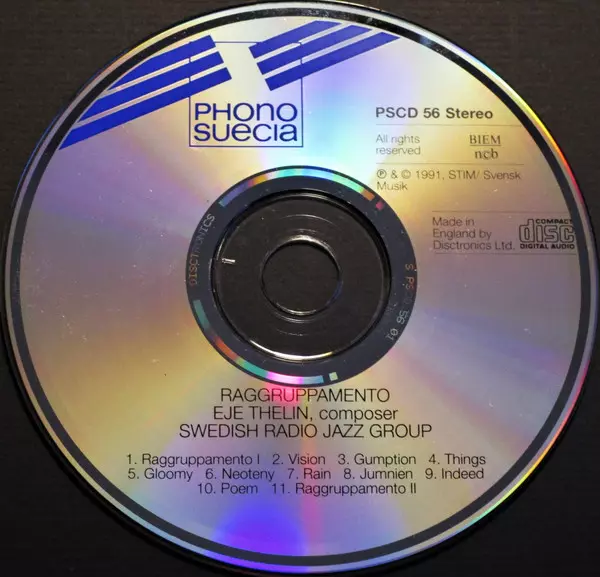 PHONO
SUECIA
PSCD 56 Stereo
All rights
reserved
BIEM
ncb
℗ & © 1991, STIM/ Svensk
Musik
Made in
England by
Disctronics Ltd.
COMPACT
disc
DIGITAL AUDIO
DISCTRONICS
RAGGRUPPAMENTO
EJE THELIN, composer
SWEDISH RADIO JAZZ GROUP
1. Raggruppamento I 2. Vision 3. Gumption 4. Things
5. Gloomy 6. Neoteny 7. Rain 8. Jumnien 9. Indeed
10. Poem 11. Raggruppamento II